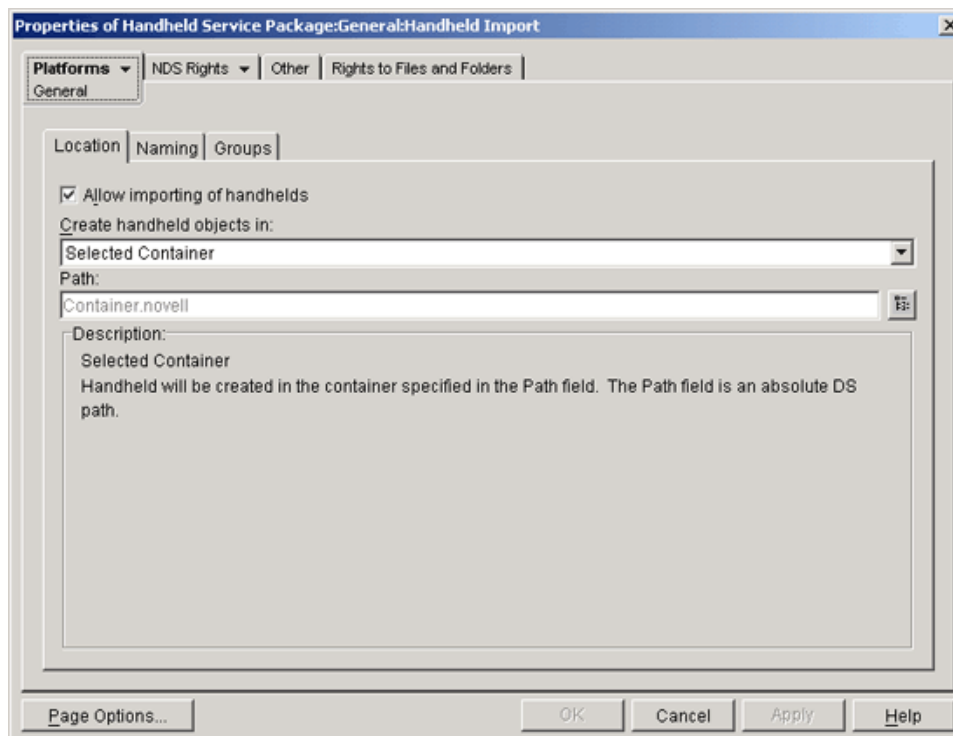 Properties of Handheld Service Package:General:Handheld Import
Platforms NDS Rights Other Rights to Files and Folders
General
Location Naming Groups
Allow importing of handhelds
Create handheld objects in:
Selected Container
Path:
Container.novell
Description:
Selected Container
Handheld will be created in the container specified in the Path field. The Path field is an absolute DS
path.
Page Options... OK Cancel Apply Help